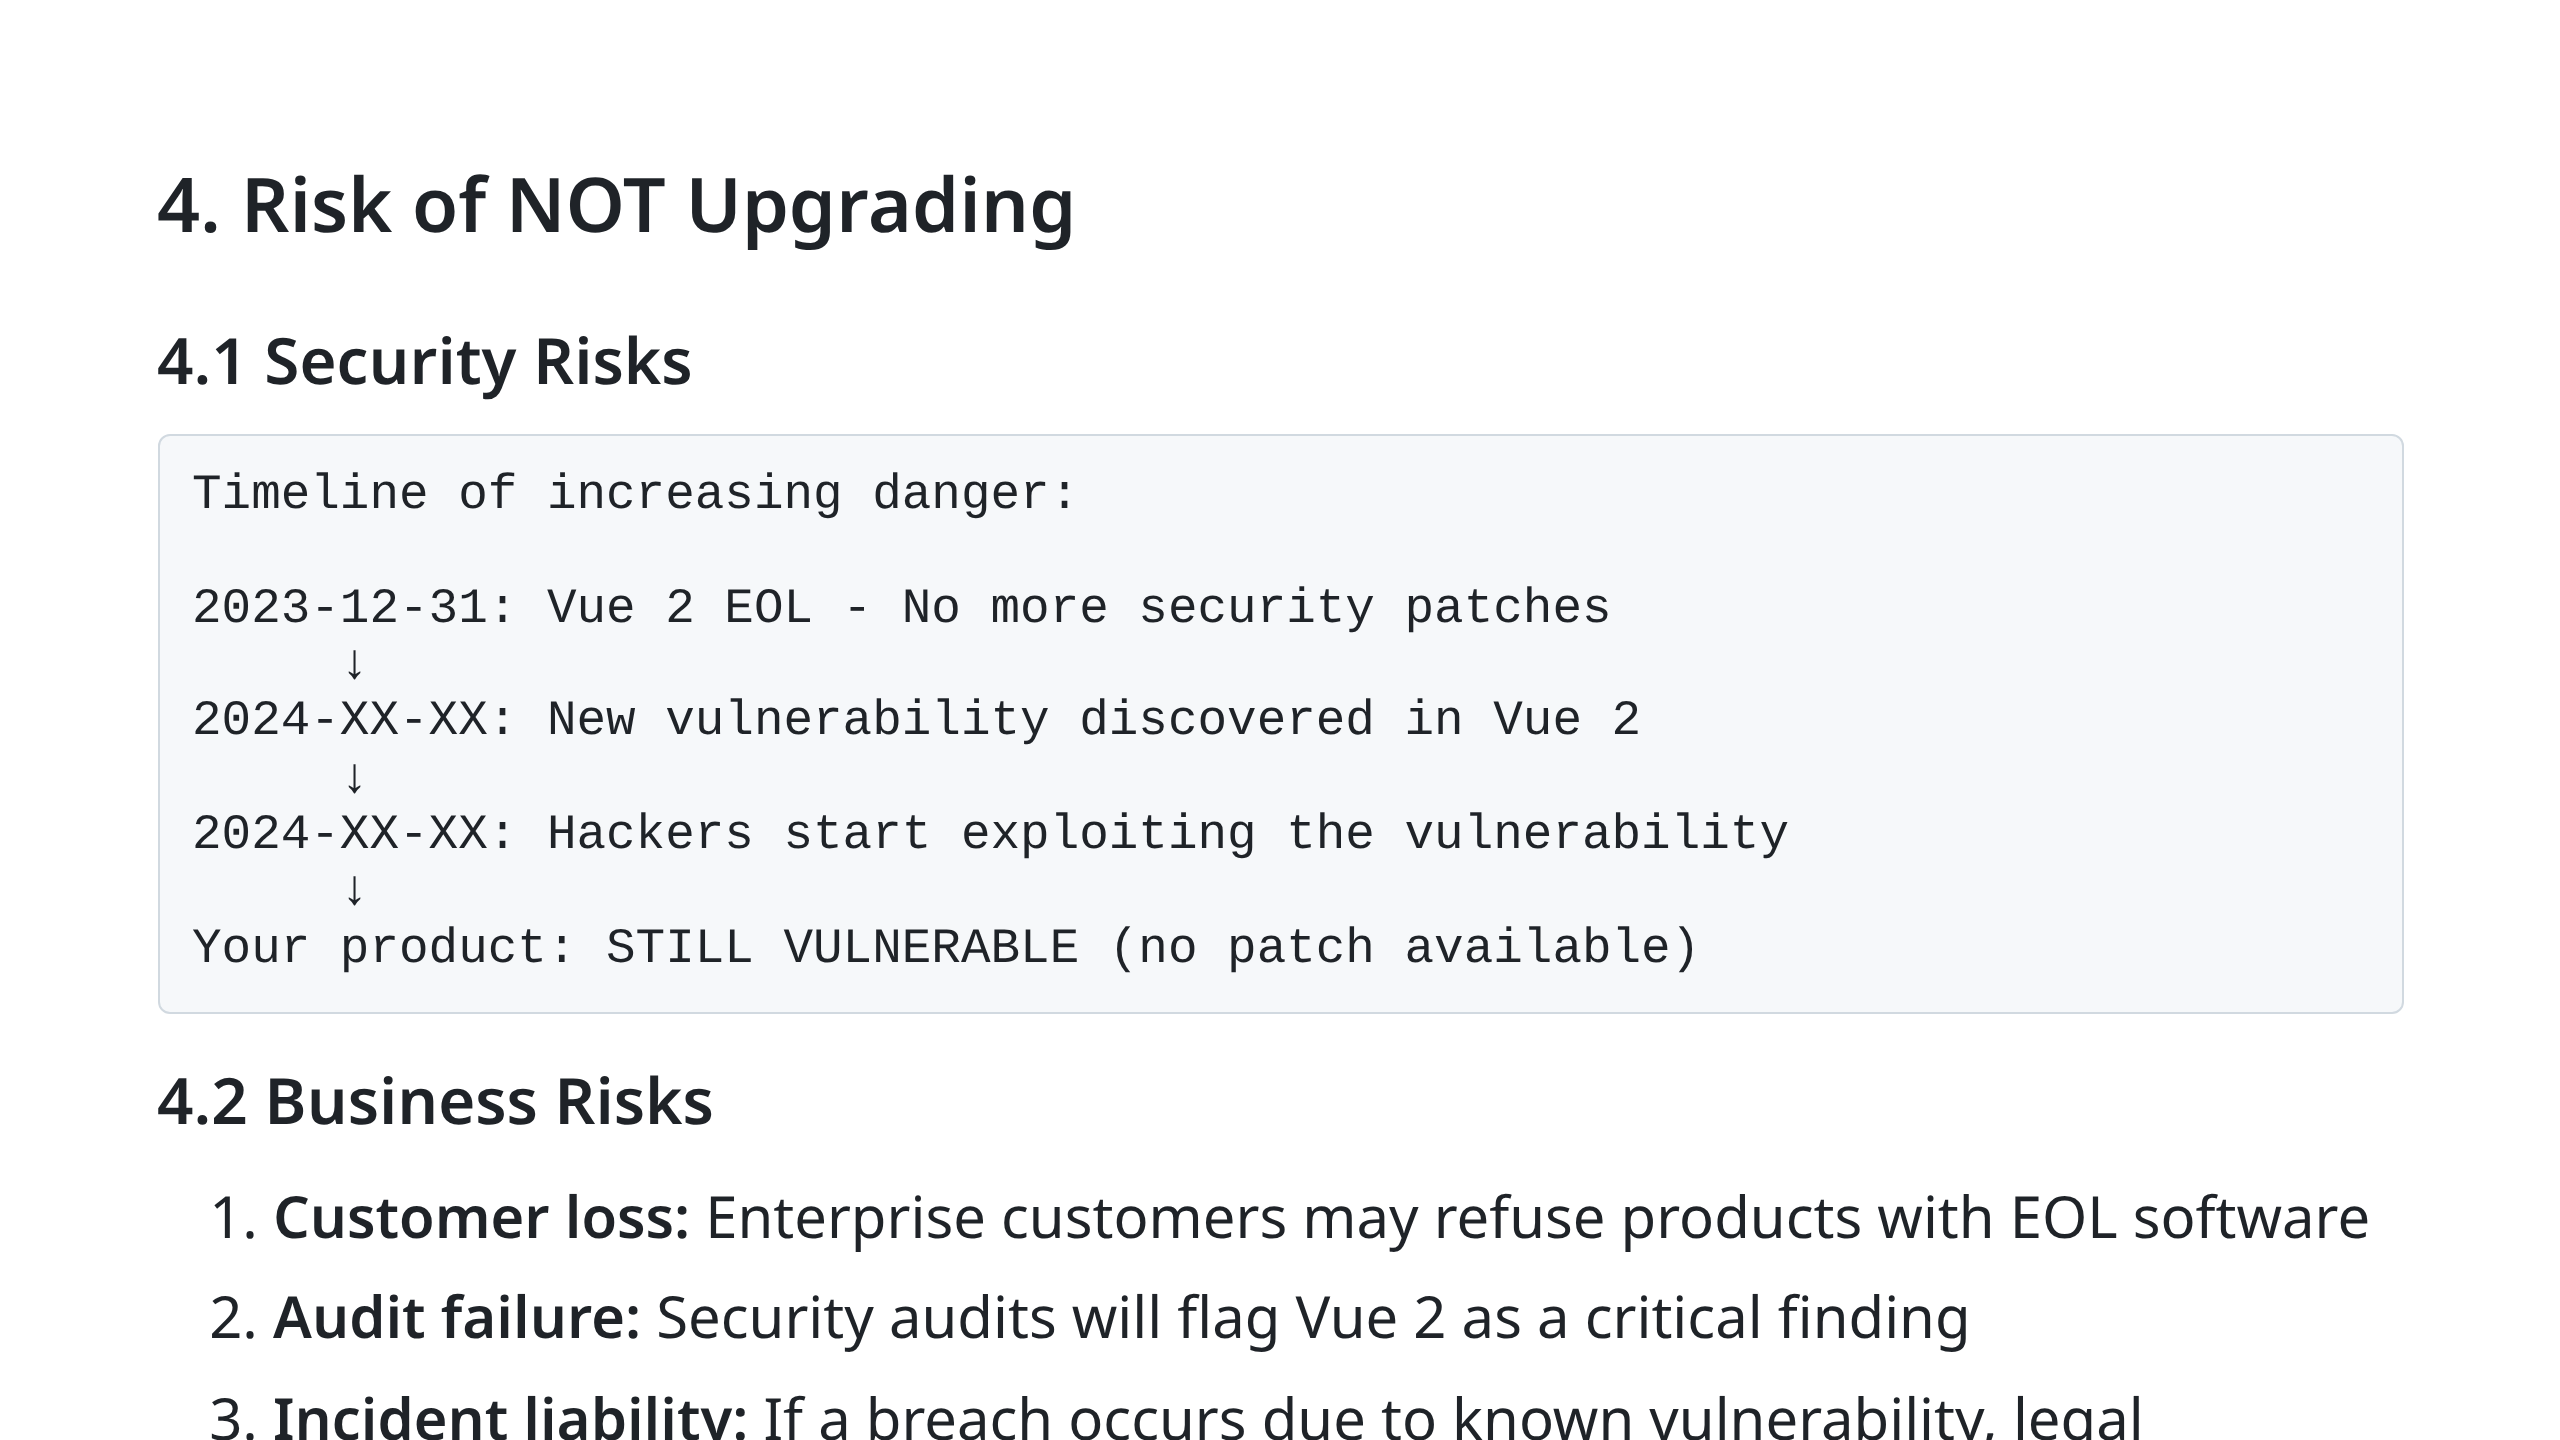 4. Risk of NOT Upgrading
4.1 Security Risks
Timeline of increasing danger:
2023-12-31: Vue 2 EOL - No more security patches
↓
2024-XX-XX: New vulnerability discovered in Vue 2
↓
2024-XX-XX: Hackers start exploiting the vulnerability
↓
Your product: STILL VULNERABLE (no patch available)
4.2 Business Risks
1. Customer loss: Enterprise customers may refuse products with EOL software
2. Audit failure: Security audits will flag Vue 2 as a critical finding
3. Incident liability: If a breach occurs due to known vulnerability, legal